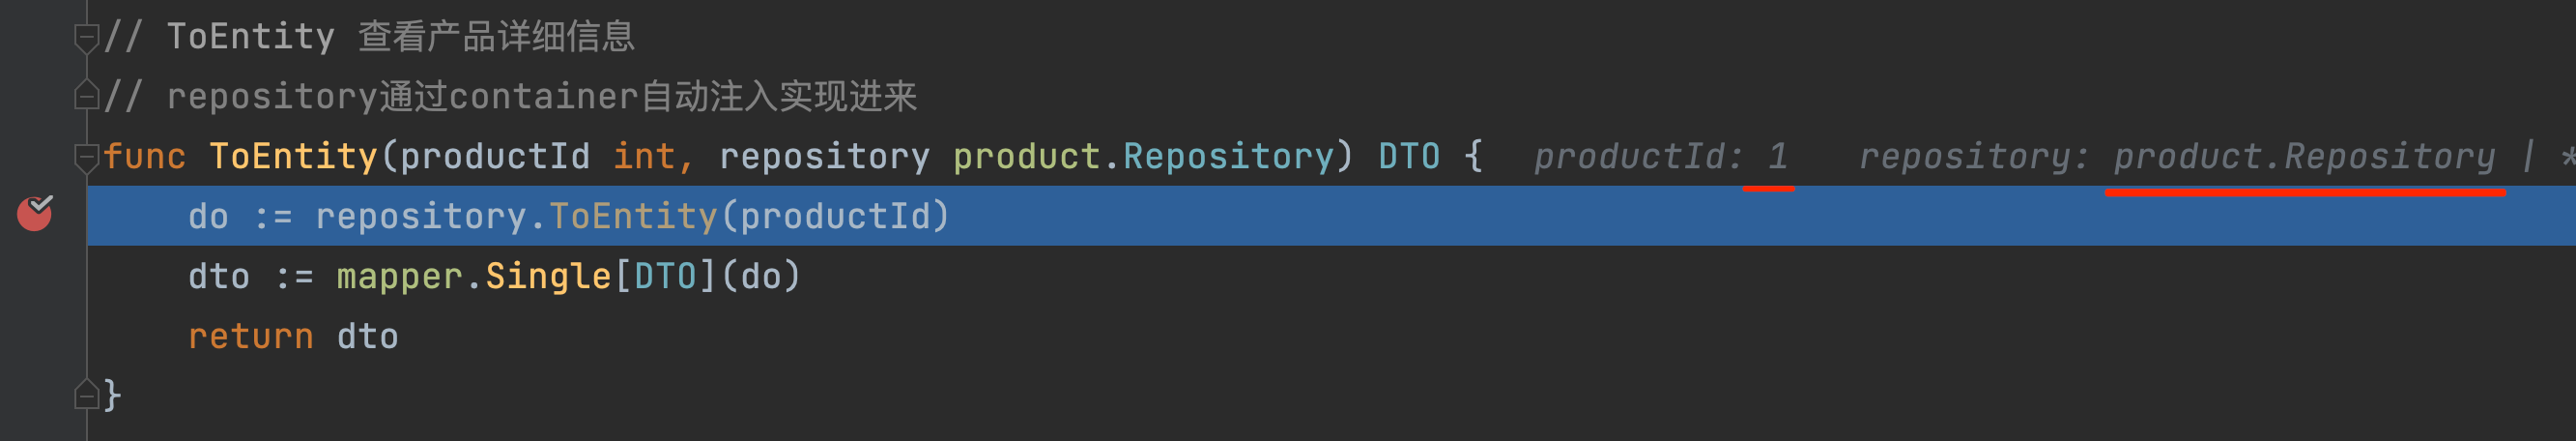 // ToEntity 查看产品详细信息
// repository通过container自动注入实现进来
func ToEntity(productId int, repository product.Repository) DTO {   productId: 1   repository: product.Repository | *
do := repository.ToEntity(productId)
dto := mapper.Single[DTO](do)
return dto
}